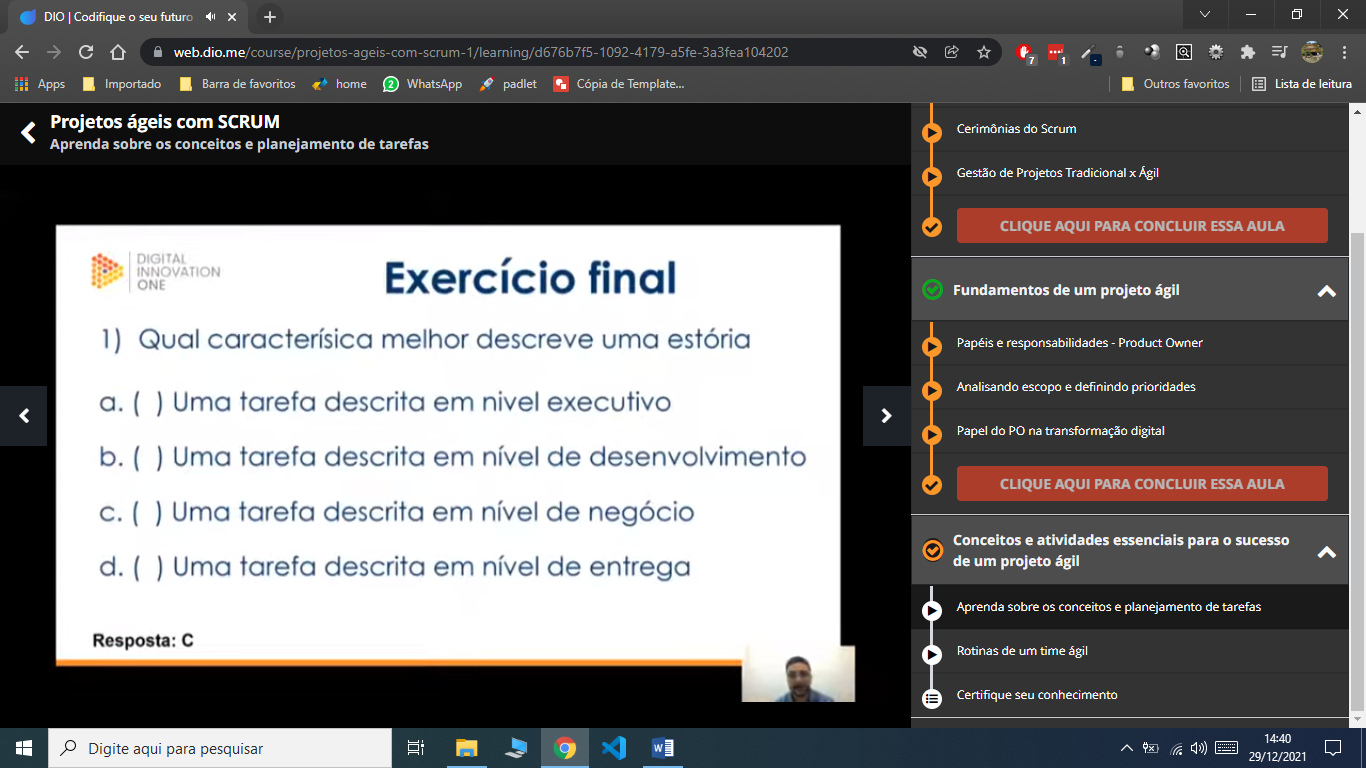 DIO | Codifique o seu futuro
web.dio.me/course/projetos-ageis-com-scrum-1/learning/d676b7f5-1092-4179-a5fe-3a3fea104202
7
1
Apps
Importado
Barra de favoritos
home
2
WhatsApp
padlet
Cópia de Template...
Outros favoritos
Lista de leitura
Projetos ágeis com SCRUM
Aprenda sobre os conceitos e planejamento de tarefas
DIGITAL
INNOVATION
ONE
Exercício final
1) Qual caracterísica melhor descreve uma estória
a. ( ) Uma tarefa descrita em nivel executivo
b. ( ) Uma tarefa descrita em nível de desenvolvimento
c. ( ) Uma tarefa descrita em nível de negócio
d. ( ) Uma tarefa descrita em nível de entrega
Resposta: C
Cerimônias do Scrum
Gestão de Projetos Tradicional x Ágil
CLIQUE AQUI PARA CONCLUIR ESSA AULA
Fundamentos de um projeto ágil
Papéis e responsabilidades - Product Owner
Analisando escopo e definindo prioridades
Papel do PO na transformação digital
CLIQUE AQUI PARA CONCLUIR ESSA AULA
Conceitos e atividades essenciais para o sucesso
de um projeto ágil
Aprenda sobre os conceitos e planejamento de tarefas
Rotinas de um time ágil
Certifique seu conhecimento
Digite aqui para pesquisar
14:40
29/12/2021